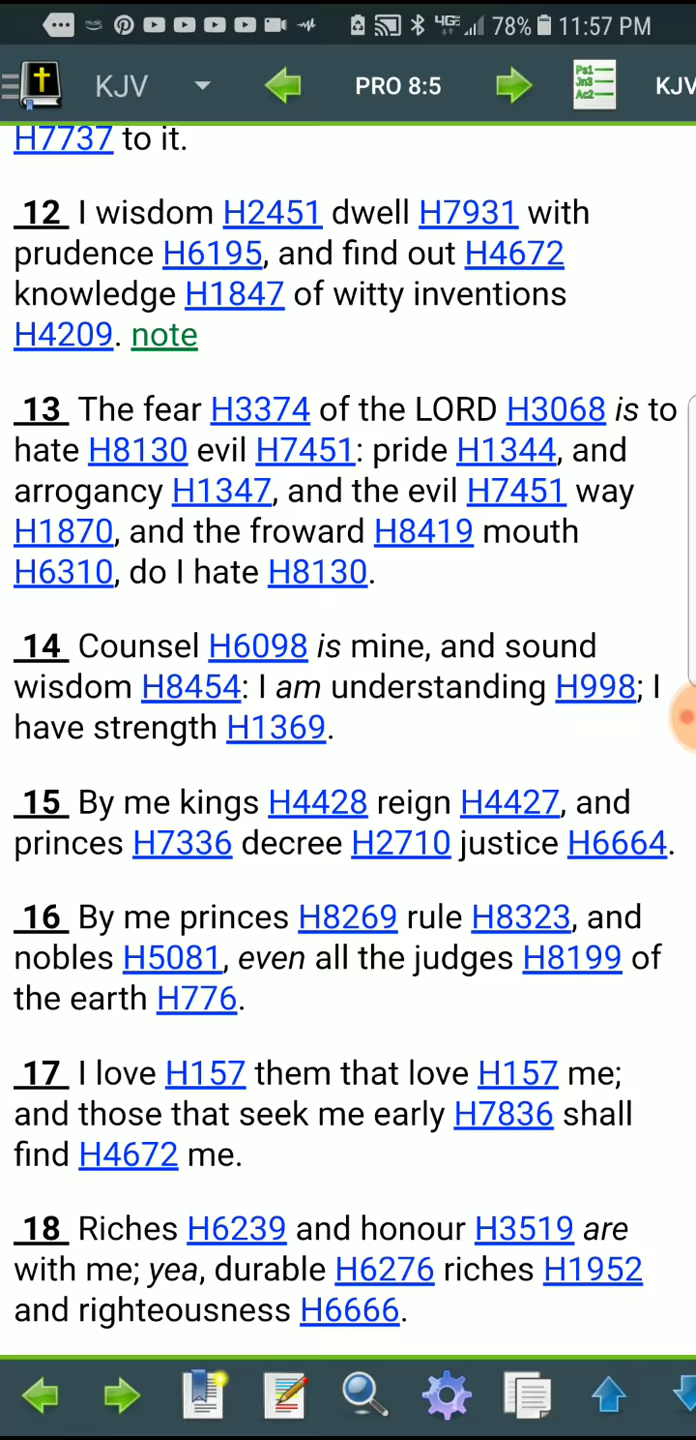 78% 11:57 PM
KJV PRO 8:5 KJV
H7737 to it.
12 I wisdom H2451 dwell H7931 with
prudence H6195, and find out H4672
knowledge H1847 of witty inventions
H4209. note
13 The fear H3374 of the LORD H3068 is to
hate H8130 evil H7451: pride H1344, and
arrogancy H1347, and the evil H7451 way
H1870, and the froward H8419 mouth
H6310, do I hate H8130.
14 Counsel H6098 is mine, and sound
wisdom H8454: I am understanding H998; I
have strength H1369.
15 By me kings H4428 reign H4427, and
princes H7336 decree H2710 justice H6664.
16 By me princes H8269 rule H8323, and
nobles H5081, even all the judges H8199 of
the earth H776.
17 I love H157 them that love H157 me;
and those that seek me early H7836 shall
find H4672 me.
18 Riches H6239 and honour H3519 are
with me; yea, durable H6276 riches H1952
and righteousness H6666.